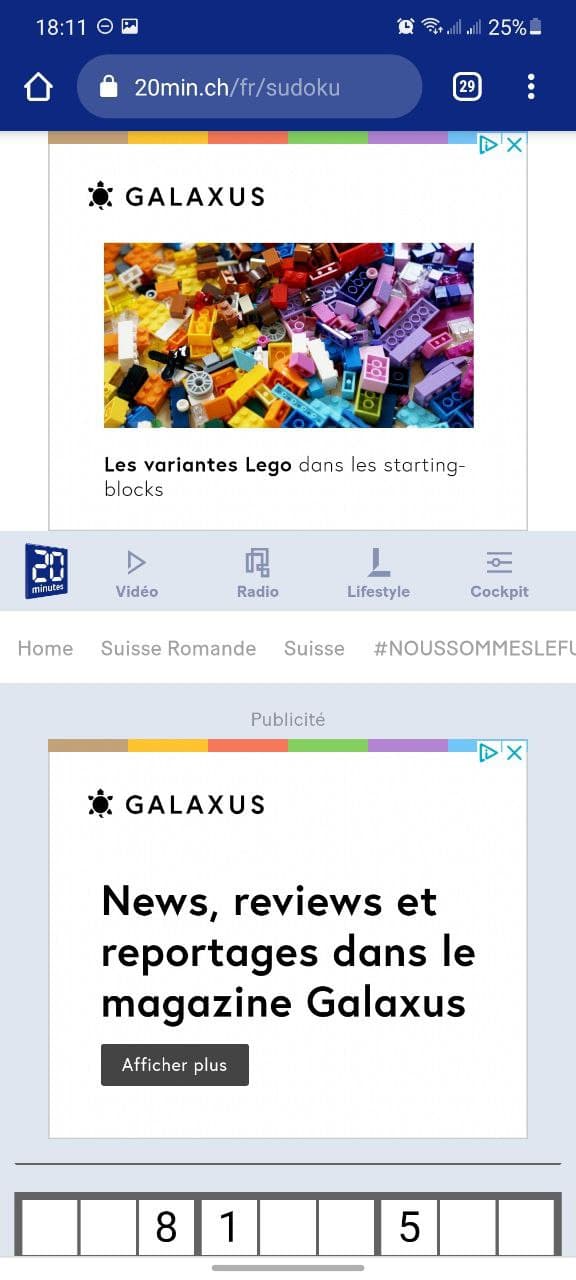 18:11 25%
20min.ch/fr/sudoku 29
GALAXUS
Les variantes Lego dans les starting-
blocks
20
minutes
Vidéo Radio Lifestyle Cockpit
Home Suisse Romande Suisse #NOUSSOMMESLEFU
Publicité
GALAXUS
News, reviews et
reportages dans le
magazine Galaxus
Afficher plus
8 1 5